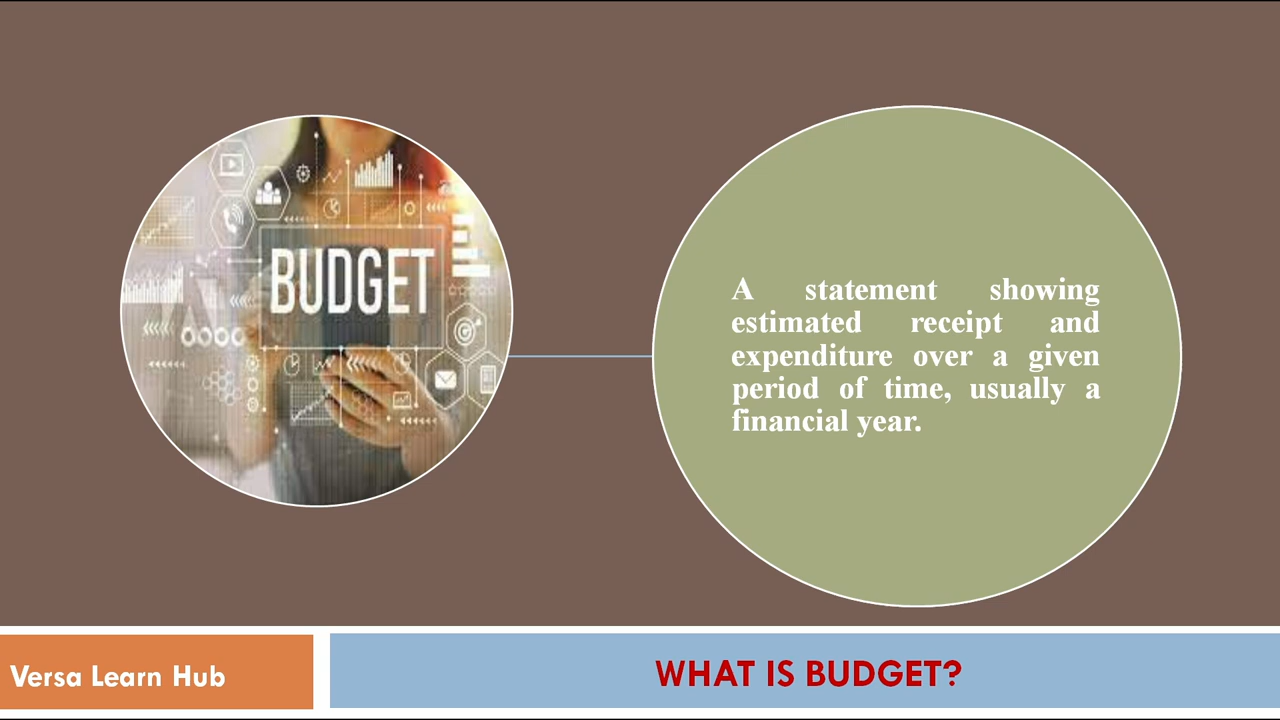 BUDGET
A statement showing
estimated receipt and
expenditure over a given
period of time, usually a
financial year.
Versa Learn Hub
WHAT IS BUDGET?